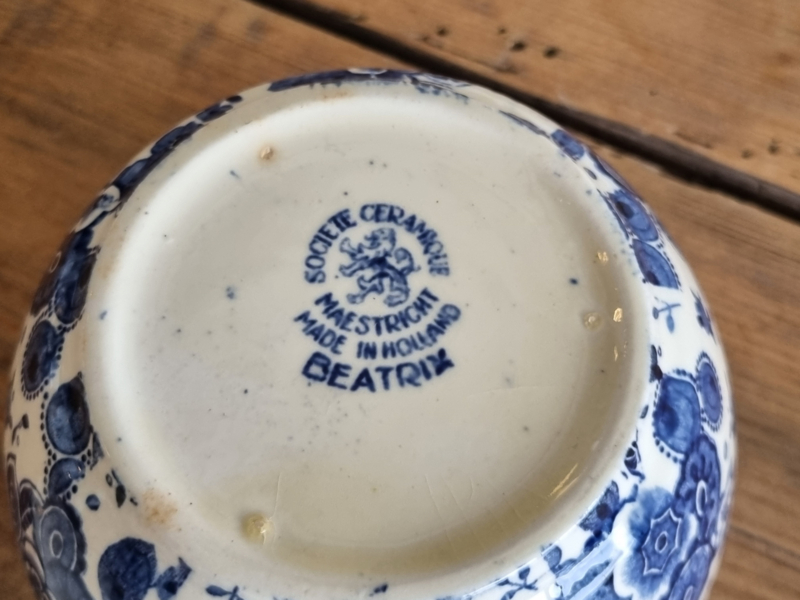 SOCIETE CERAMIQUE
MAESTRICHT
MADE IN HOLLAND
BEATRIX